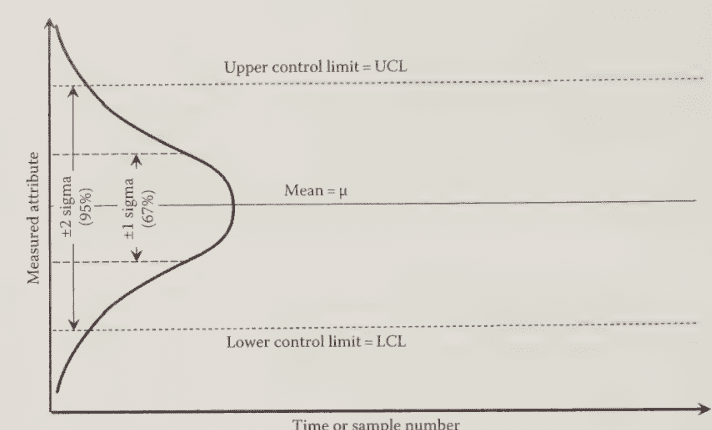 Upper control limit = UCL
Mean = μ
Measured attribute
±2 sigma
(95%)
±1 sigma
(67%)
Lower control limit = LCL
Time or sample number